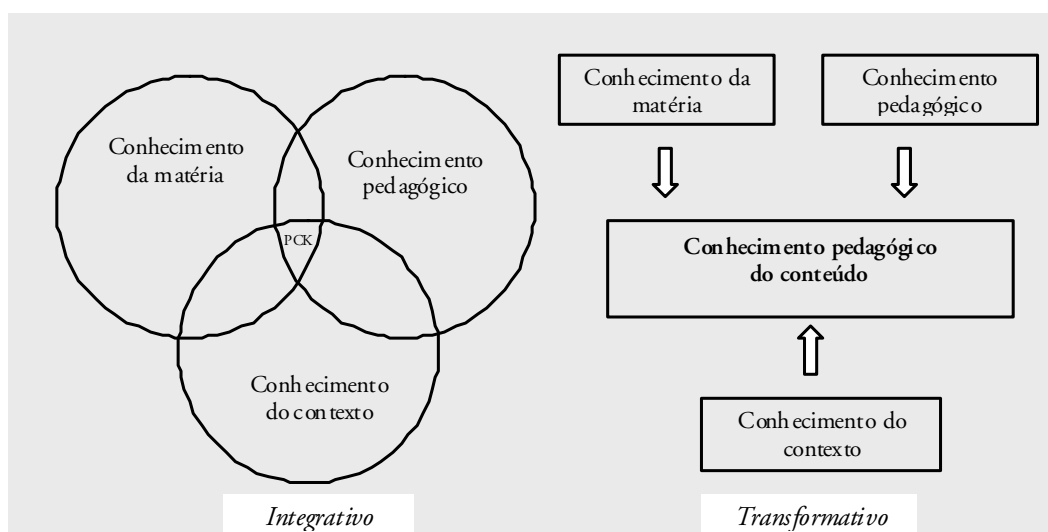 Conhecimento
da matéria
Conhecimento
pedagógico
PCK
Conhecimento
do contexto
Integrativo
Conhecimento da
matéria
Conhecimento
pedagógico
Conhecimento pedagógico
do conteúdo
Conhecimento do
contexto
Transformativo